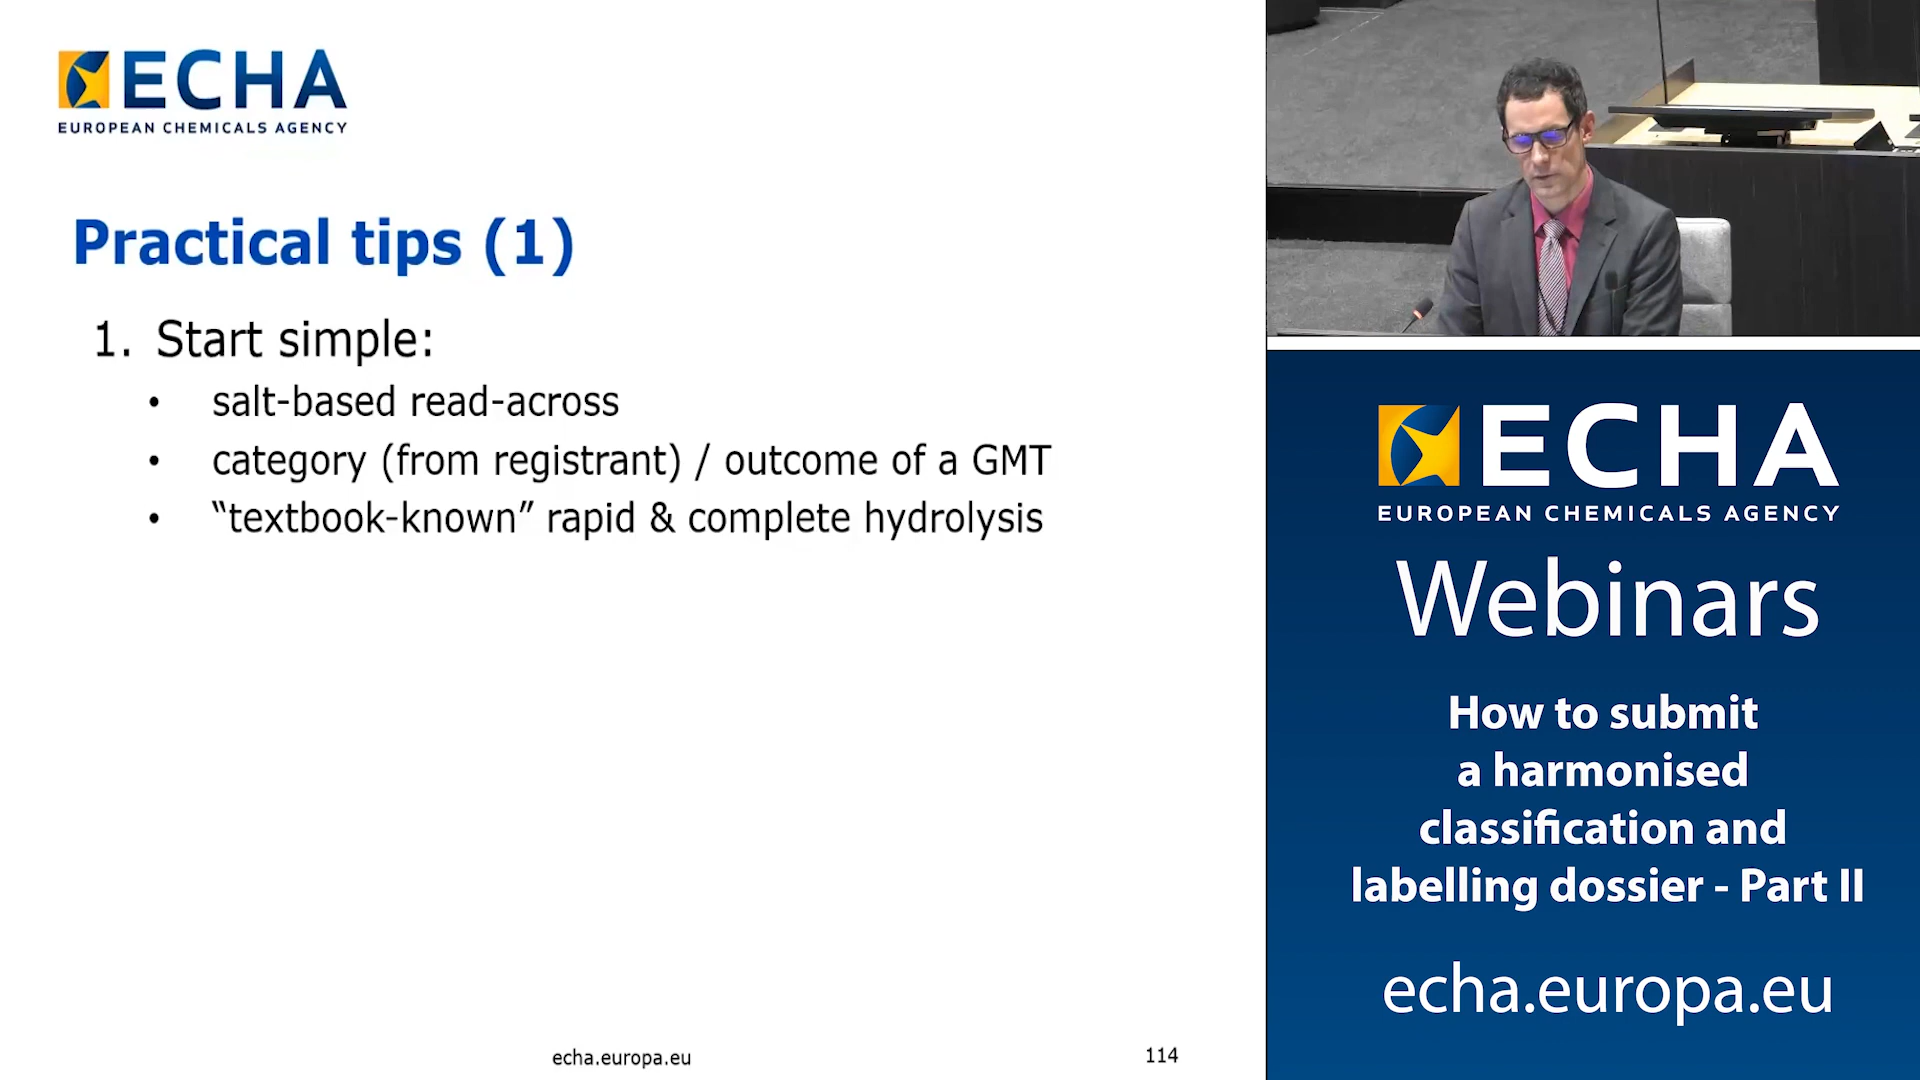 ECHA
EUROPEAN CHEMICALS AGENCY
Practical tips (1)
1. Start simple:
• salt-based read-across
• category (from registrant) / outcome of a GMT
• “textbook-known” rapid & complete hydrolysis
echa.europa.eu
114
ECHA
EUROPEAN CHEMICALS AGENCY
Webinars
How to submit
a harmonised
classification and
labelling dossier - Part II
echa.europa.eu